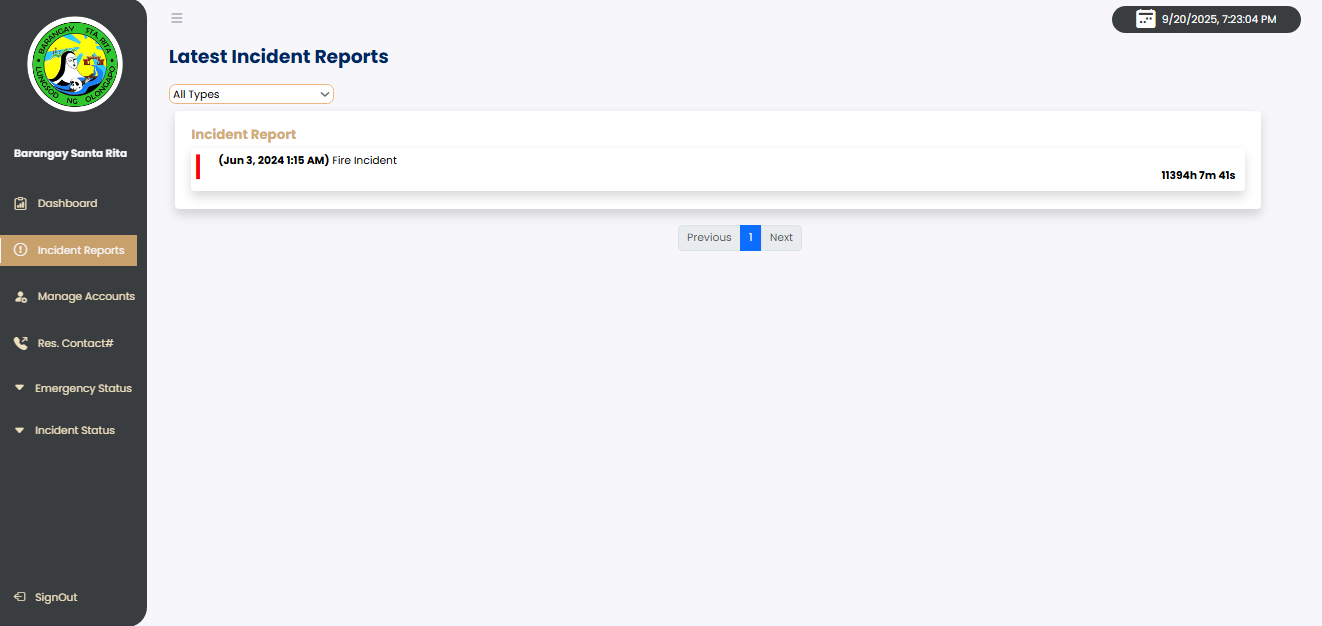 BARANGAY STA RITA
LUNGSOD NG OLONGAPO
Barangay Santa Rita
Dashboard
Incident Reports
Manage Accounts
Res. Contact#
Emergency Status
Incident Status
SignOut
9/20/2025, 7:23:04 PM
Latest Incident Reports
All Types
Incident Report
(Jun 3, 2024 1:15 AM) Fire Incident
11394h 7m 41s
Previous 1 Next